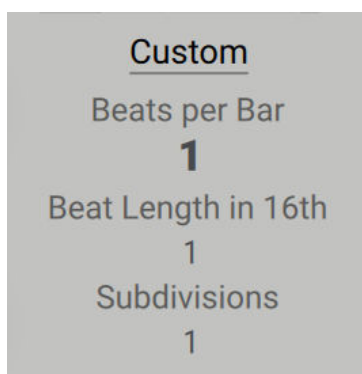 Custom
Beats per Bar
1
Beat Length in 16th
1
Subdivisions
1